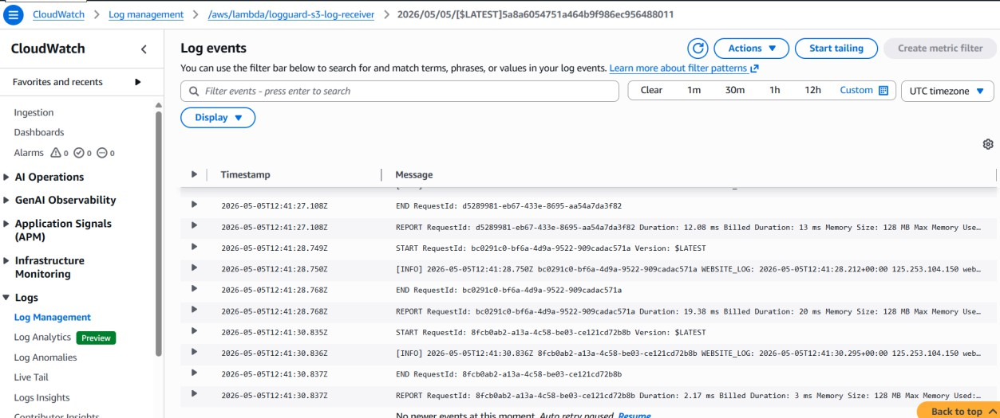 CloudWatch > Log management > /aws/lambda/logguard-s3-log-receiver > 2026/05/05/[$LATEST]5a8a6054751a464b9f986ec956488011
CloudWatch
Favorites and recents
Ingestion
Dashboards
Alarms 0 0 0
AI Operations
GenAI Observability
Application Signals
(APM)
Infrastructure
Monitoring
Logs
Log Management
Log Analytics Preview
Log Anomalies
Live Tail
Logs Insights
Contributor Insights
Log events
Actions
Start tailing
Create metric filter
You can use the filter bar below to search for and match terms, phrases, or values in your log events. Learn more about filter patterns
Filter events - press enter to search
Clear 1m 30m 1h 12h Custom
UTC timezone
Display
Timestamp Message
2026-05-05T12:41:27.108Z END RequestId: d5289981-eb67-433e-8695-aa54a7da3f82
2026-05-05T12:41:27.108Z REPORT RequestId: d5289981-eb67-433e-8695-aa54a7da3f82 Duration: 12.08 ms Billed Duration: 13 ms Memory Size: 128 MB Max Memory Use…
2026-05-05T12:41:28.749Z START RequestId: bc0291c0-bf6a-4d9a-9522-909cadac571a Version: $LATEST
2026-05-05T12:41:28.750Z [INFO] 2026-05-05T12:41:28.750Z bc0291c0-bf6a-4d9a-9522-909cadac571a WEBSITE_LOG: 2026-05-05T12:41:28.212+00:00 125.253.104.150 web…
2026-05-05T12:41:28.768Z END RequestId: bc0291c0-bf6a-4d9a-9522-909cadac571a
2026-05-05T12:41:28.768Z REPORT RequestId: bc0291c0-bf6a-4d9a-9522-909cadac571a Duration: 19.38 ms Billed Duration: 20 ms Memory Size: 128 MB Max Memory Use…
2026-05-05T12:41:30.835Z START RequestId: 8fcb0ab2-a13a-4c58-be03-ce121cd72b8b Version: $LATEST
2026-05-05T12:41:30.836Z [INFO] 2026-05-05T12:41:30.836Z 8fcb0ab2-a13a-4c58-be03-ce121cd72b8b WEBSITE_LOG: 2026-05-05T12:41:30.295+00:00 125.253.104.150 web…
2026-05-05T12:41:30.837Z END RequestId: 8fcb0ab2-a13a-4c58-be03-ce121cd72b8b
2026-05-05T12:41:30.837Z REPORT RequestId: 8fcb0ab2-a13a-4c58-be03-ce121cd72b8b Duration: 2.17 ms Billed Duration: 3 ms Memory Size: 128 MB Max Memory Used:…
No newer events at this moment. Auto retry paused. Resume
Back to top